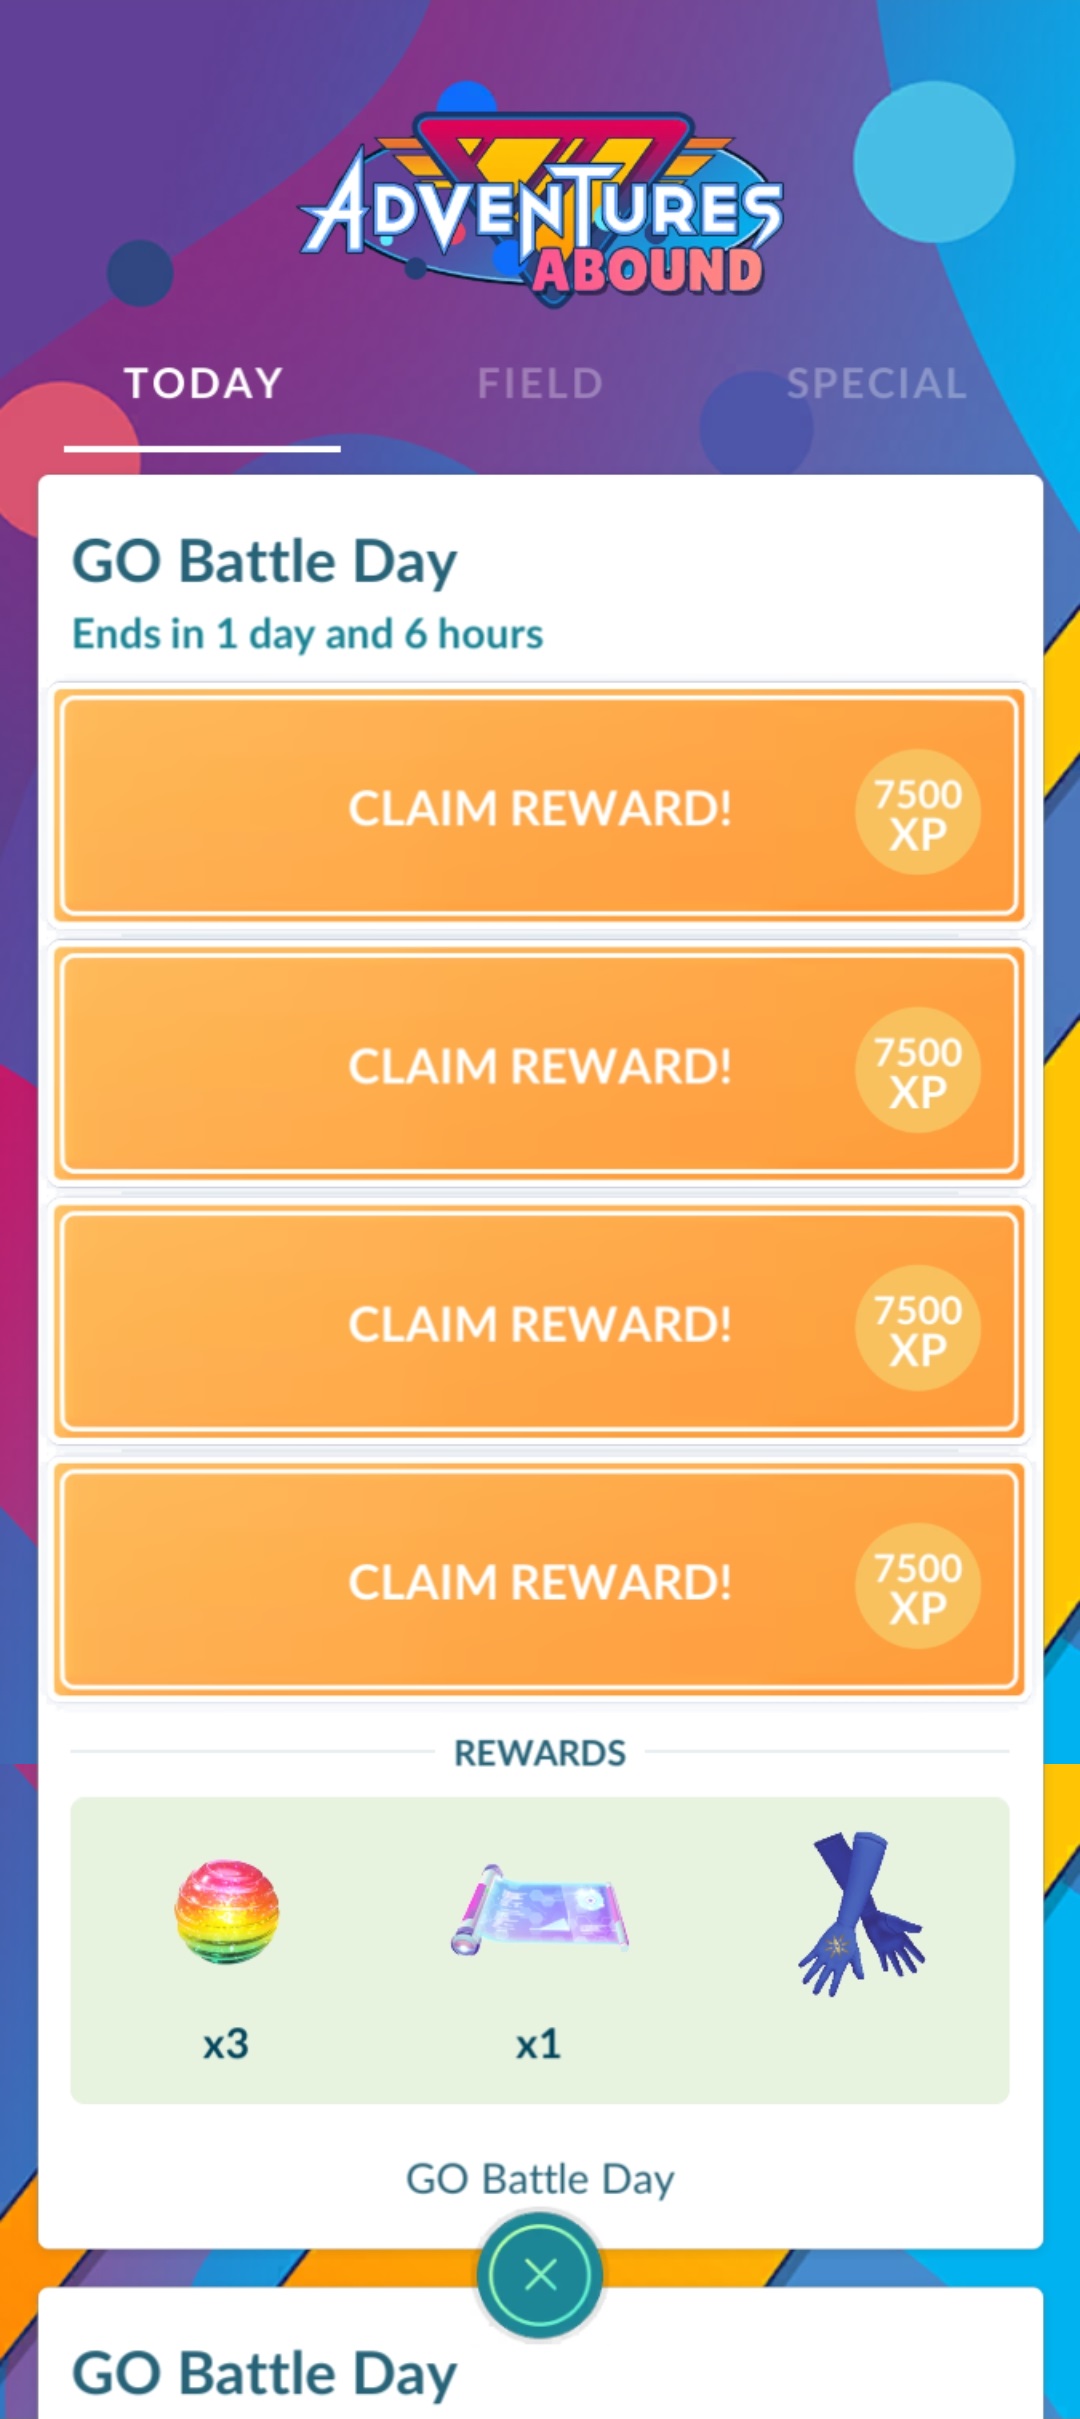 ADVENTURES
ABOUND
TODAY FIELD SPECIAL
GO Battle Day
Ends in 1 day and 6 hours
CLAIM REWARD!
7500
XP
CLAIM REWARD!
7500
XP
CLAIM REWARD!
7500
XP
CLAIM REWARD!
7500
XP
REWARDS
x3 x1
GO Battle Day
GO Battle Day